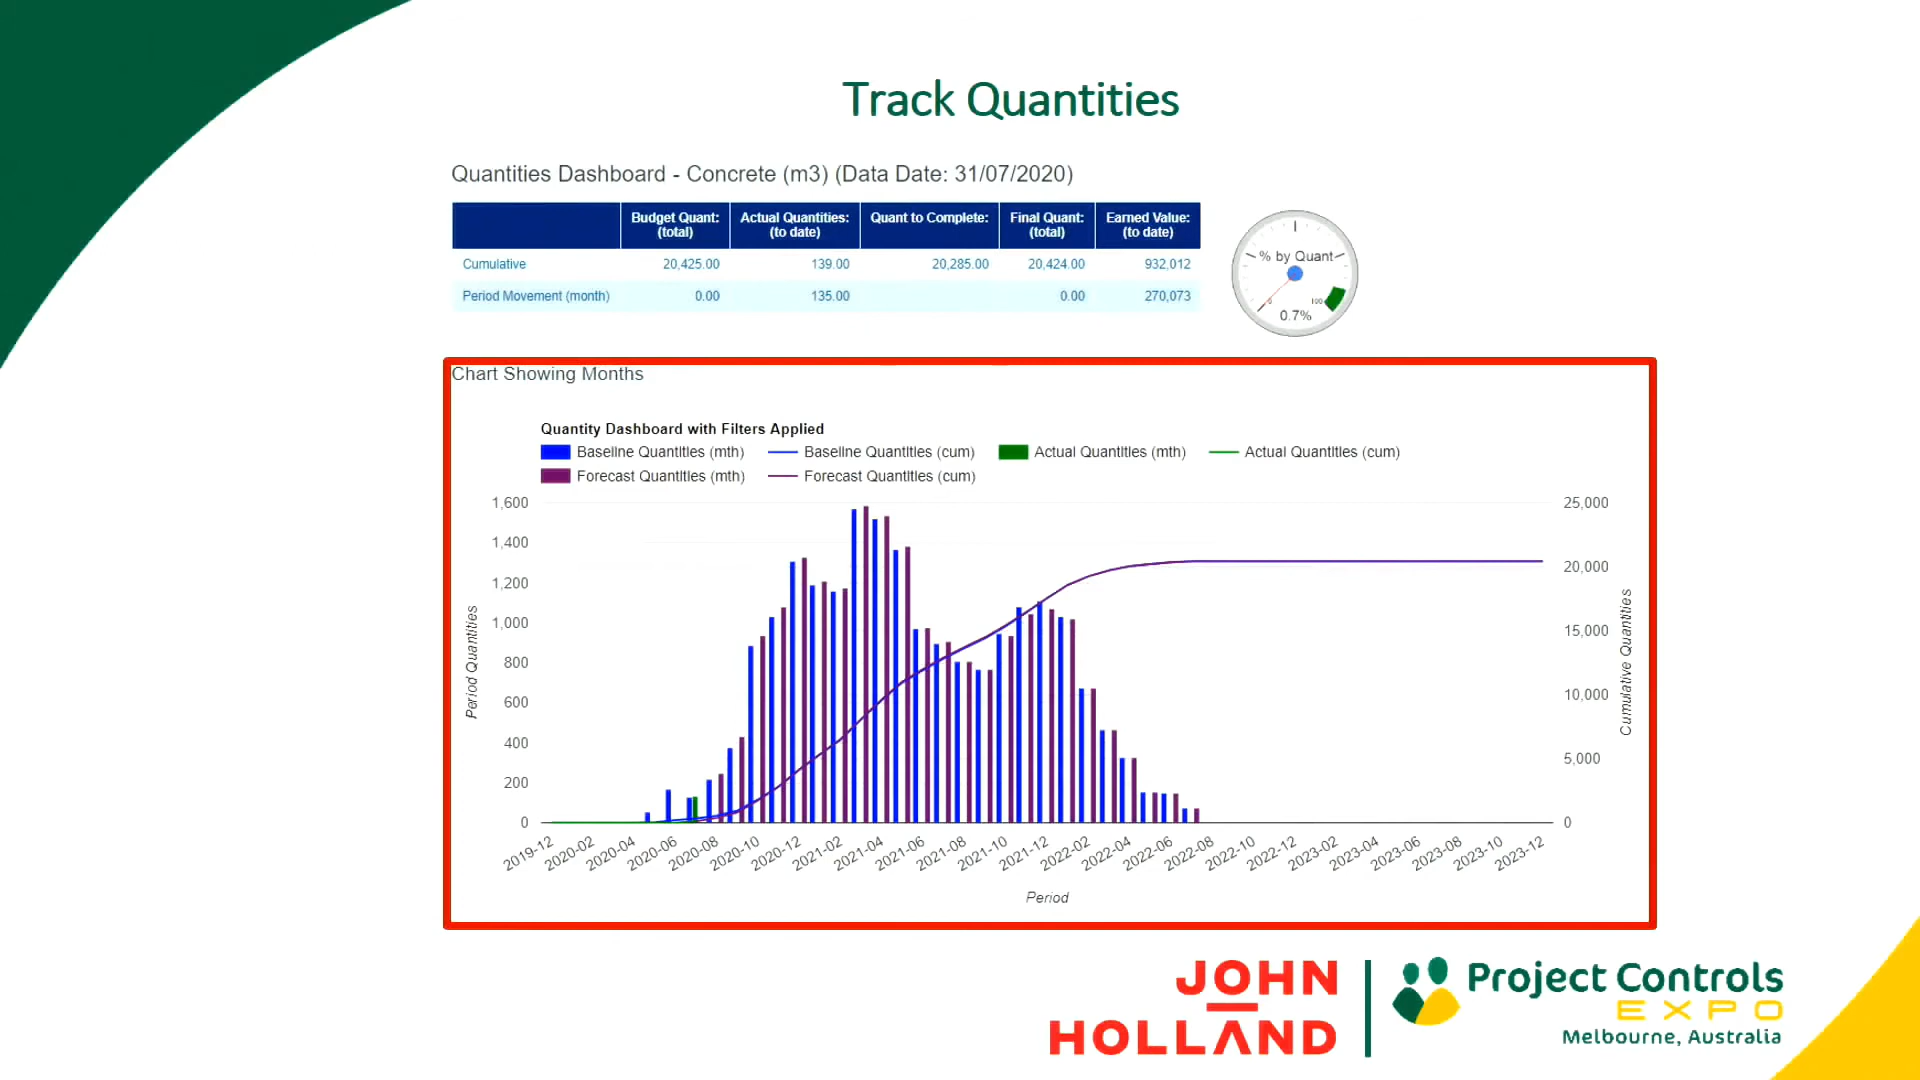 Track Quantities
Quantities Dashboard - Concrete (m3) (Data Date: 31/07/2020)
Budget Quant: (total) Actual Quantities: (to date) Quant to Complete: Final Quant: (total) Earned Value: (to date)
Cumulative 20,425.00 139.00 20,285.00 20,424.00 932,012
Period Movement (month) 0.00 135.00 0.00 270,073
% by Quant
0 100
0.7%
Chart Showing Months
Quantity Dashboard with Filters Applied
Baseline Quantities (mth) Baseline Quantities (cum) Actual Quantities (mth) Actual Quantities (cum)
Forecast Quantities (mth) Forecast Quantities (cum)
1,600
1,400
1,200
1,000
800
600
400
200
0
Period Quantities
25,000
20,000
15,000
10,000
5,000
0
Cumulative Quantities
2019-12 2020-02 2020-04 2020-06 2020-08 2020-10 2020-12 2021-02 2021-04 2021-06 2021-08 2021-10 2021-12 2022-02 2022-04 2022-06 2022-08 2022-10 2022-12 2023-02 2023-04 2023-06 2023-08 2023-10 2023-12
Period
JOHN
HOLLAND
Project Controls
EXPO
Melbourne, Australia